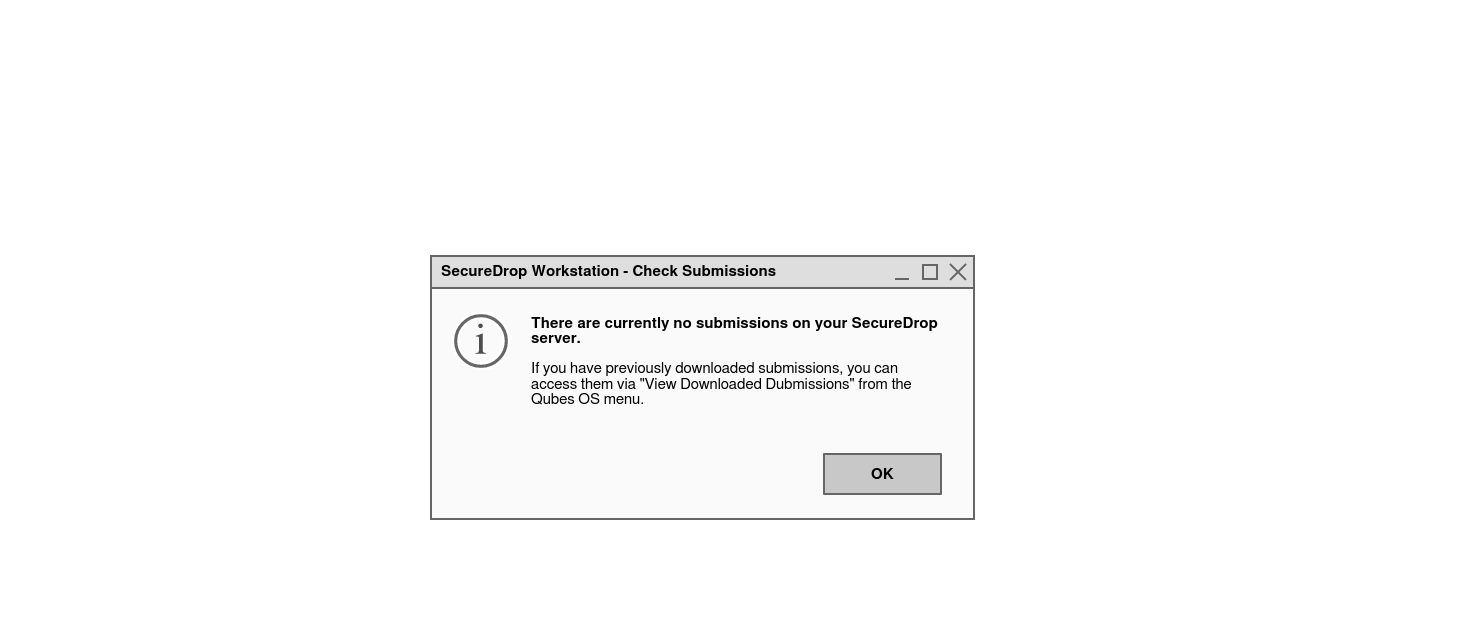 SecureDrop Workstation - Check Submissions
There are currently no submissions on your SecureDrop
server.
If you have previously downloaded submissions, you can
access them via "View Downloaded Dubmissions" from the
Qubes OS menu.
OK